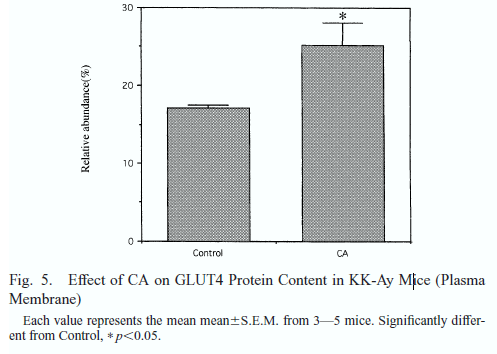 30
*
20
Relative abundance(%)
10
0
Control
CA
Fig. 5. Effect of CA on GLUT4 Protein Content in KK-Ay Mice (Plasma
Membrane)
Each value represents the mean mean±S.E.M. from 3—5 mice. Significantly differ-
ent from Control, *p<0.05.